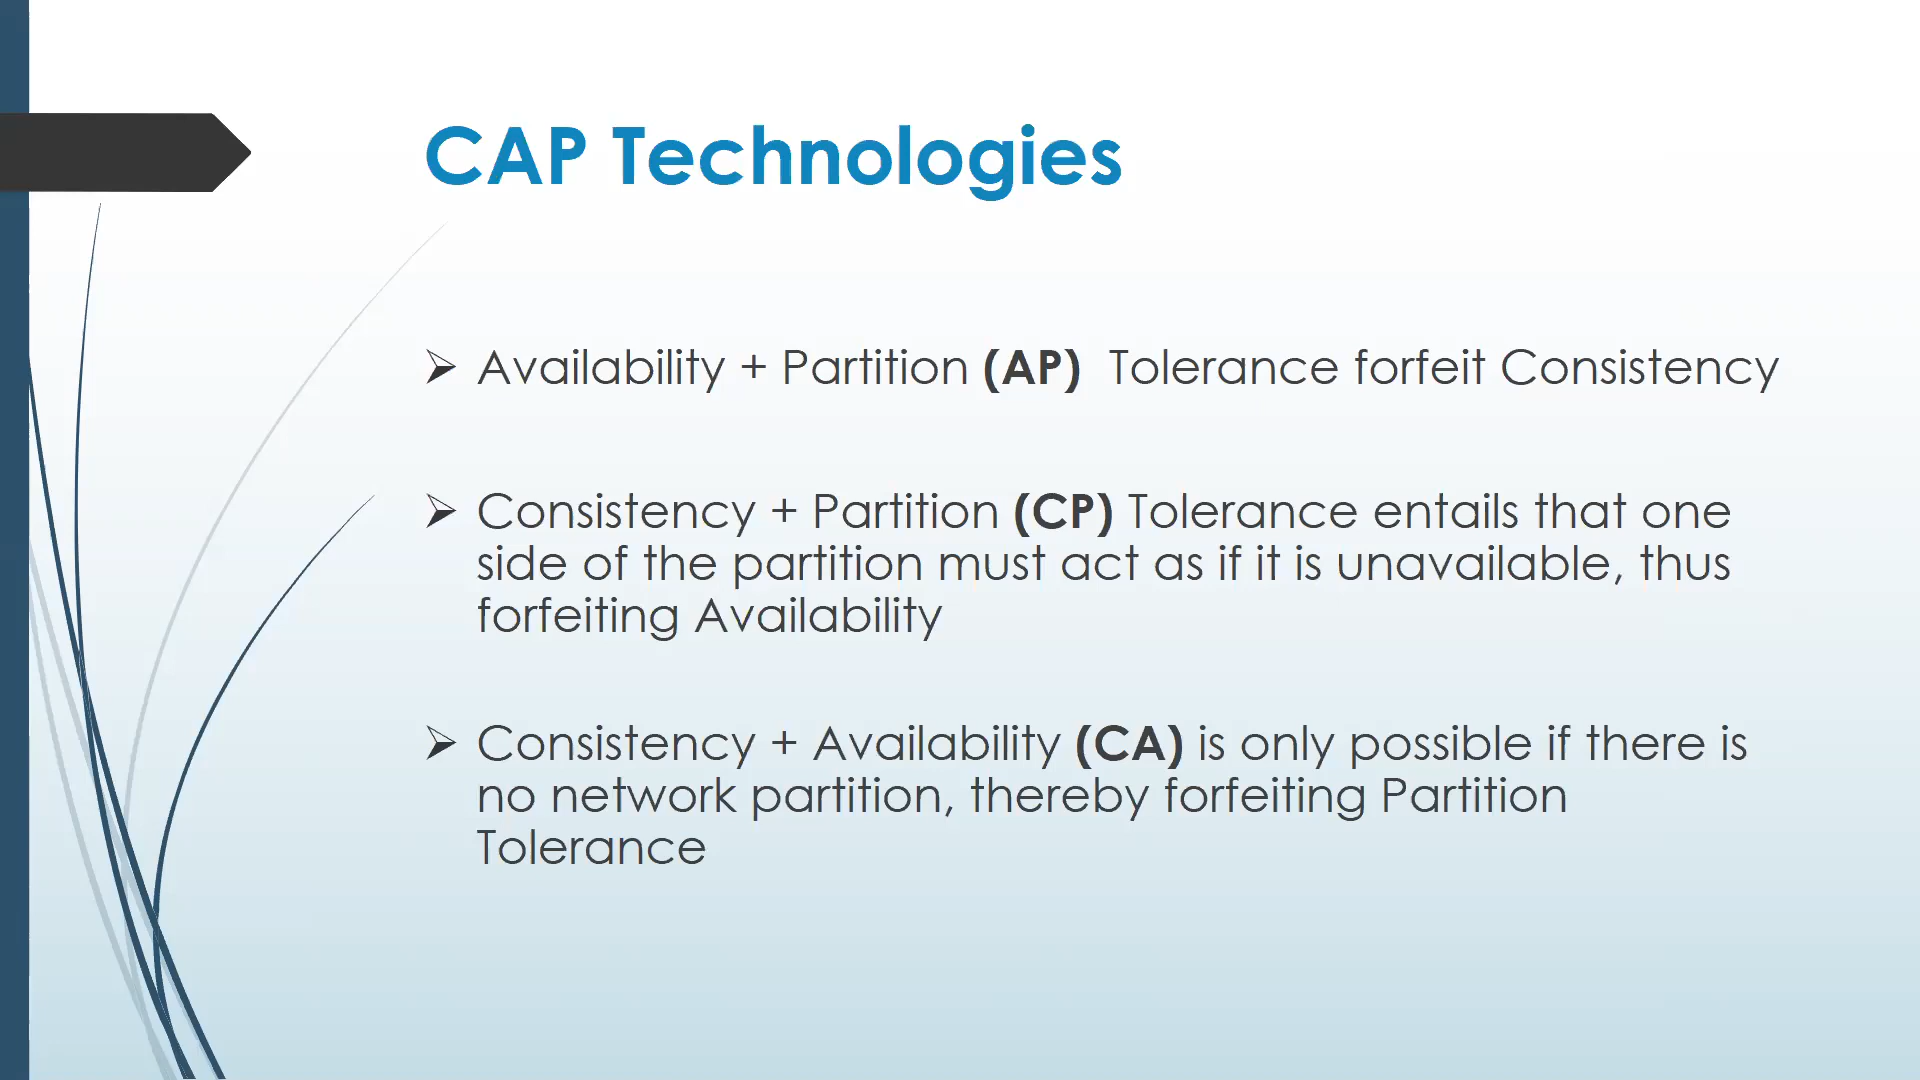 CAP Technologies
Availability + Partition (AP) Tolerance forfeit Consistency
Consistency + Partition (CP) Tolerance entails that one
side of the partition must act as if it is unavailable, thus
forfeiting Availability
Consistency + Availability (CA) is only possible if there is
no network partition, thereby forfeiting Partition
Tolerance